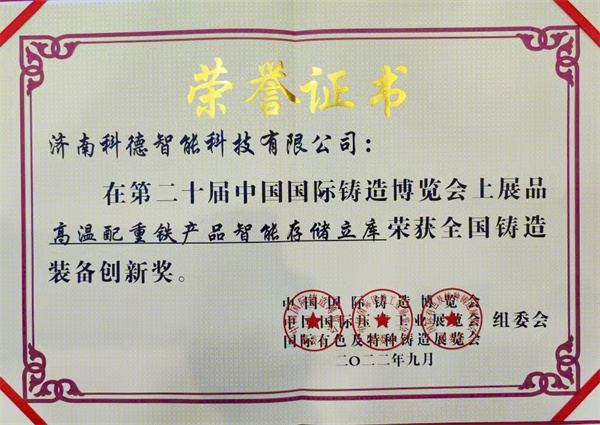 荣誉证书
济南科德智能科技有限公司：
在第二十届中国国际铸造博览会上展品
高温配重铁产品智能存储立库荣获全国铸造
装备创新奖。
中国国际铸造博览会
中国国际压铸工业展览会 组委会
国际有色及特种铸造展览会
二〇二二年九月